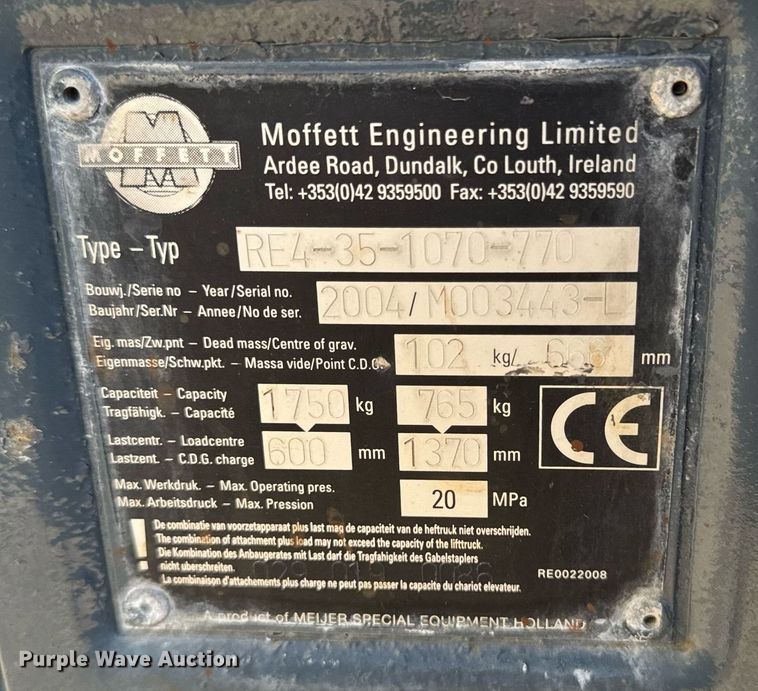 MOFFETT
Moffett Engineering Limited
Ardee Road, Dundalk, Co Louth, Ireland
Tel: +353(0)42 9359500 Fax: +353(0)42 9359590
Type – Typ RE4-35-1070-770
Bouwj./Serie no – Year/Serial no.
Baujahr/Ser.Nr – Annee/No de ser. 2004/M003443-L
Eig. mas/Zw.pnt – Dead mass/Centre of grav.
Eigenmasse/Schw.pkt. – Massa vide/Point C.D.G. 102 kg/ mm
Capaciteit – Capacity
Tragfähigk. – Capacité 1750 kg 765 kg
Lastcentr. – Loadcentre
Lastzent. – C.D.G. charge 600 mm 1370 mm
CE
Max. Werkdruk. – Max. Operating pres.
Max. Arbeitsdruck – Max. Pression 20 MPa
! De combinatie van voorzetapparaat plus last mag de capaciteit van de heftruck niet overschrijden.
The combination of attachment plus load may not exceed the capacity of the lifttruck.
Die Kombination des Anbaugerates mit Last darf die Tragfähigkeit des Gabelstaplers
nicht uberschreiten.
La combinaison d'attachements plus charge ne peut pas passer la capacite du chariot elevateur.
RE0022008
A product of MEIJER SPECIAL EQUIPMENT HOLLAND
Purple Wave Auction